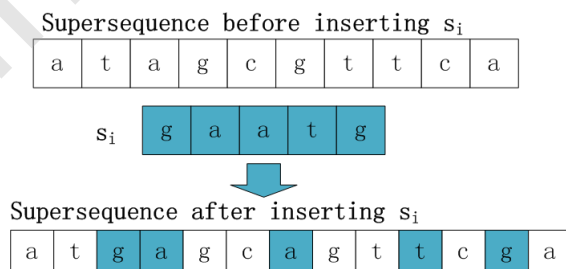 Supersequence before inserting sᵢ
a t a g c g t t c a
sᵢ g a a t g
Supersequence after inserting sᵢ
a t g a g c a g t t c g a